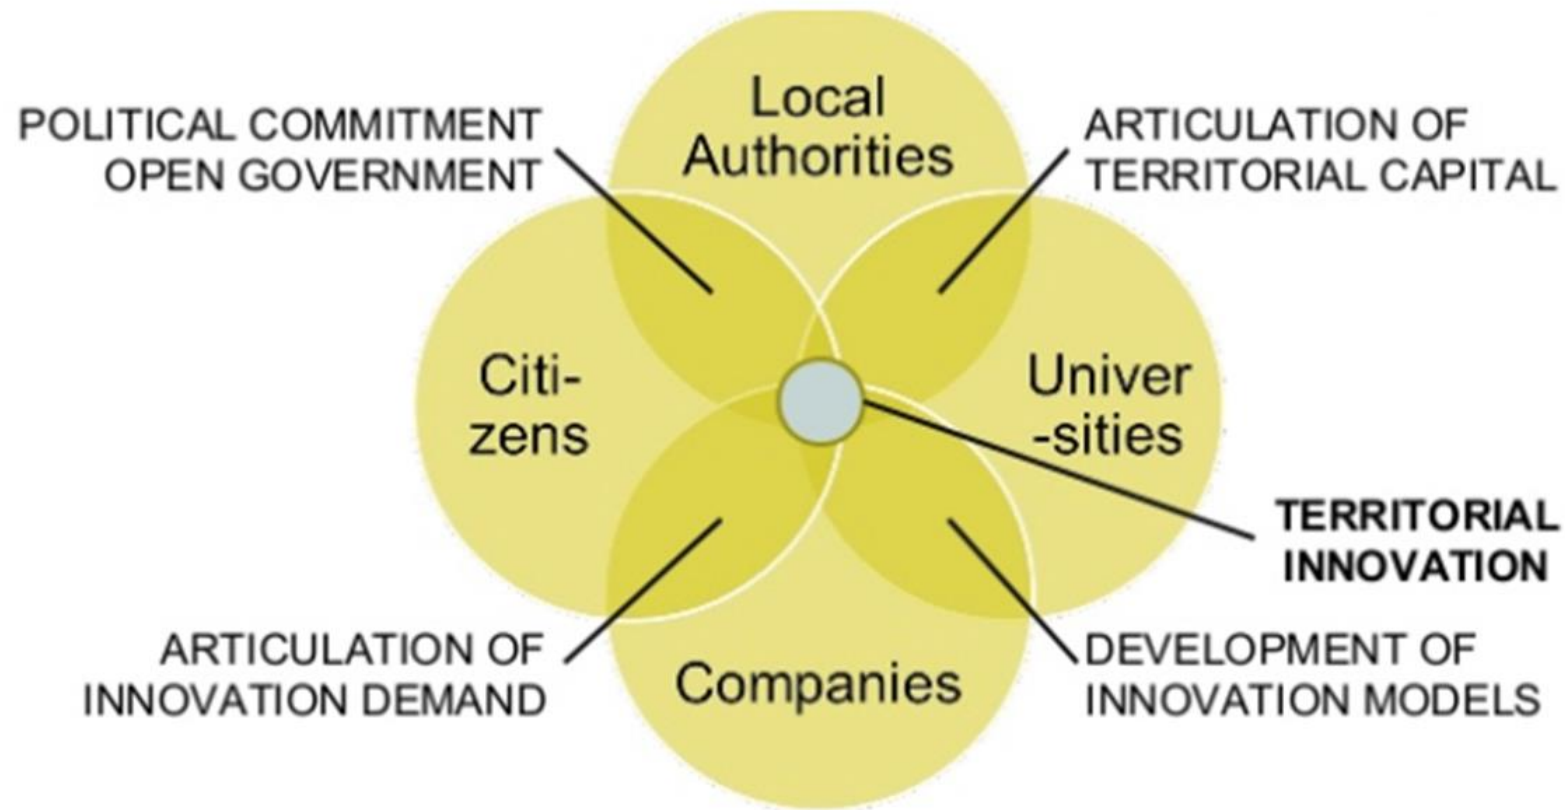 Local
Authorities
POLITICAL COMMITMENT
OPEN GOVERNMENT
ARTICULATION OF
TERRITORIAL CAPITAL
Citi-
zens
Univer
-sities
TERRITORIAL
INNOVATION
ARTICULATION OF
INNOVATION DEMAND
Companies
DEVELOPMENT OF
INNOVATION MODELS